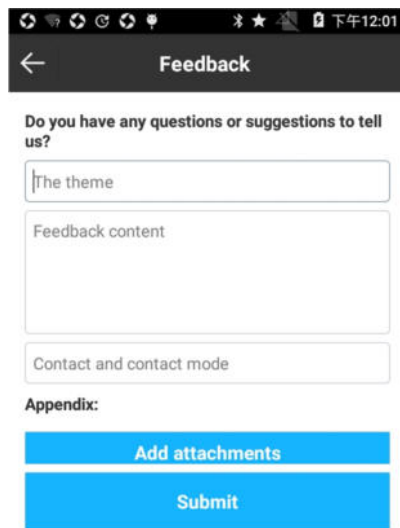 下午12:01
Feedback
Do you have any questions or suggestions to tell
us?
The theme
Feedback content
Contact and contact mode
Appendix:
Add attachments
Submit